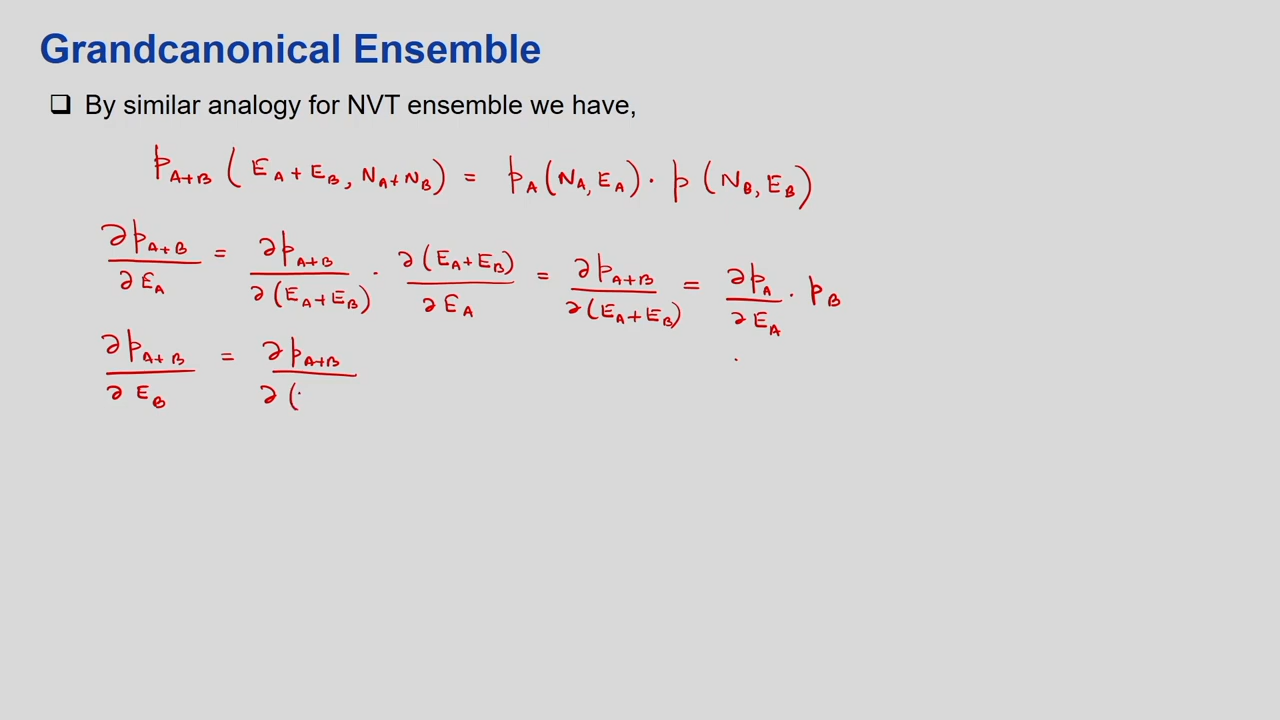 Grandcanonical Ensemble
❑ By similar analogy for NVT ensemble we have,
p_{A+B} (E_A + E_B, N_A+N_B) = p_A (N_A, E_A) · p (N_B, E_B)
∂p_{A+B} / ∂E_A = ∂p_{A+B} / ∂(E_A+E_B) · ∂(E_A+E_B) / ∂E_A = ∂p_{A+B} / ∂(E_A+E_B) = ∂p_A / ∂E_A · p_B
∂p_{A+B} / ∂E_B = ∂p_{A+B} / ∂(